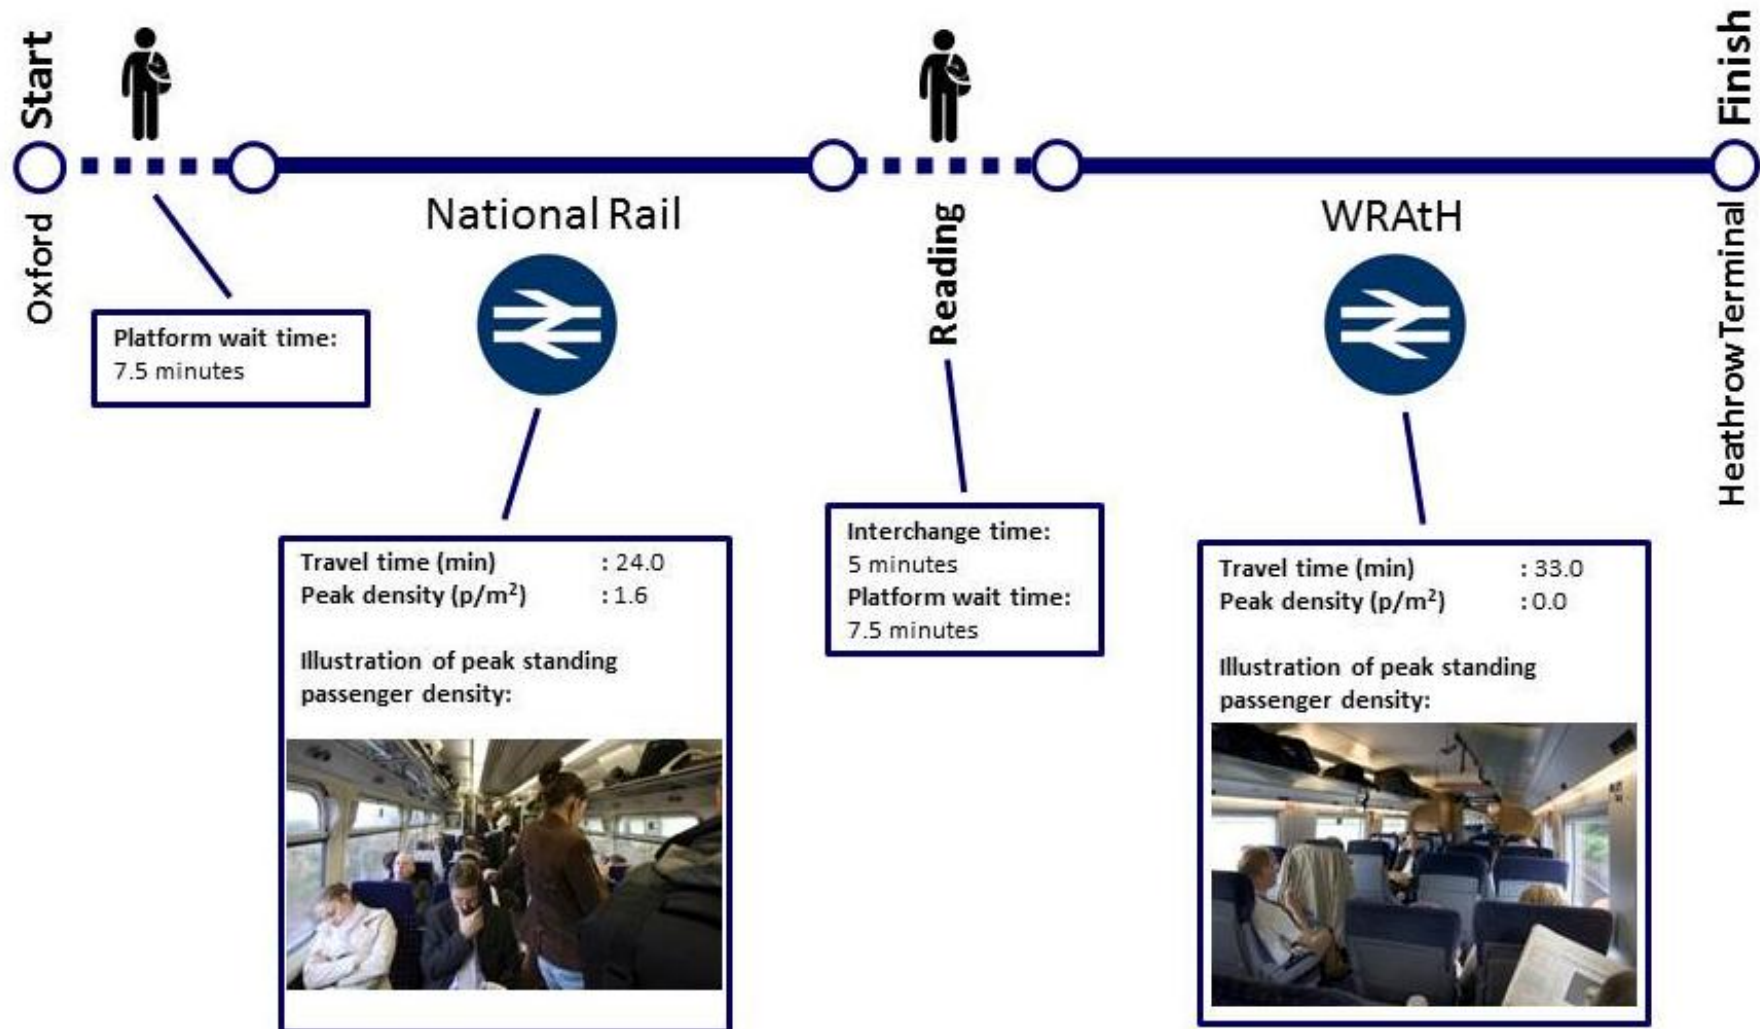 Start
Oxford
National Rail
Reading
WRAtH
Finish
Heathrow Terminal
Platform wait time:
7.5 minutes
Travel time (min) : 24.0
Peak density (p/m²) : 1.6
Illustration of peak standing
passenger density:
Interchange time:
5 minutes
Platform wait time:
7.5 minutes
Travel time (min) : 33.0
Peak density (p/m²) : 0.0
Illustration of peak standing
passenger density: